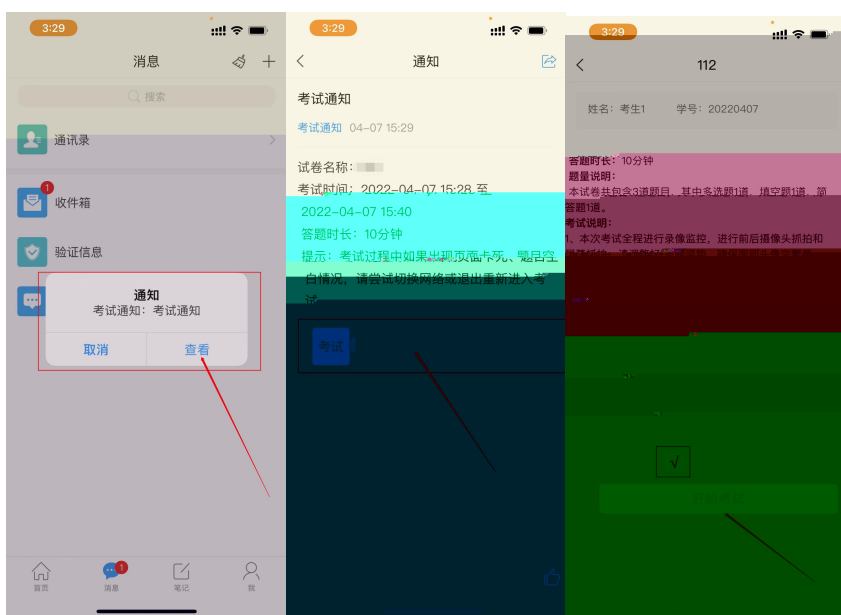 3:29
消息
搜索
通讯录
1
收件箱
验证信息
通知
考试通知：考试通知
取消
查看
首页
1
消息
笔记
我
3:29
通知
考试通知
考试通知 04-07 15:29
试卷名称：
考试时间：2022-04-07 15:28 至
2022-04-07 15:40
答题时长：10分钟
提示：考试过程中如果出现页面卡死、题目空
白情况，请尝试切换网络或退出重新进入考
试
考试
3:29
112
姓名：考生1 学号：20220407
答题时长：10分钟
题量说明：
本试卷共包含3道题目，其中多选题1道，填空题1道，简
答题1道。
考试说明：
1、本次考试全程进行录像监控，进行前后摄像头抓拍和
√
开始考试